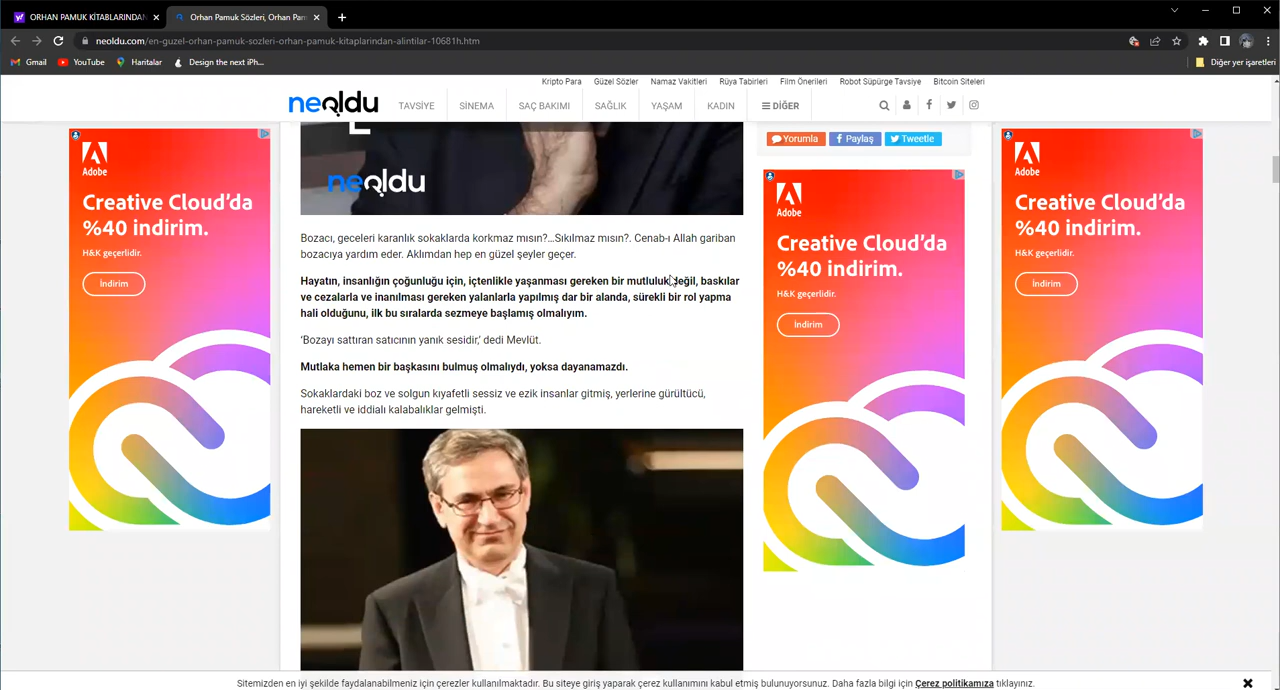 ORHAN PAMUK KİTABLARINDAN
Orhan Pamuk Sözleri, Orhan Pam
neoldu.com/en-guzel-orhan-pamuk-sozleri-orhan-pamuk-kitaplarindan-alintilar-10681h.htm
Gmail
YouTube
Haritalar
Design the next iPh...
Diğer yer işaretleri
Kripto Para
Güzel Sözler
Namaz Vakitleri
Rüya Tabirleri
Film Önerileri
Robot Süpürge Tavsiye
Bitcoin Siteleri
neoldu
TAVSİYE
SİNEMA
SAÇ BAKIMI
SAĞLIK
YAŞAM
KADIN
DİĞER
Adobe
Creative Cloud’da
%40 indirim.
H&K geçerlidir.
İndirim
neoldu
Bozacı, geceleri karanlık sokaklarda korkmaz mısın?...Sıkılmaz mısın?. Cenab-ı Allah gariban
bozacıya yardım eder. Aklımdan hep en güzel şeyler geçer.
Hayatın, insanlığın çoğunluğu için, içtenlikle yaşanması gereken bir mutluluk değil, baskılar
ve cezalarla ve inanılması gereken yalanlarla yapılmış dar bir alanda, sürekli bir rol yapma
hali olduğunu, ilk bu sıralarda sezmeye başlamış olmalıyım.
‘Bozayı sattıran satıcının yanık sesidir,’ dedi Mevlüt.
Mutlaka hemen bir başkasını bulmuş olmalıydı, yoksa dayanamazdı.
Sokaklardaki boz ve solgun kıyafetli sessiz ve ezik insanlar gitmiş, yerlerine gürültücü,
hareketli ve iddialı kalabalıklar gelmişti.
Yorumla
Paylaş
Tweetle
Adobe
Creative Cloud’da
%40 indirim.
H&K geçerlidir.
İndirim
Adobe
Creative Cloud’da
%40 indirim.
H&K geçerlidir.
İndirim
Sitemizden en iyi şekilde faydalanabilmeniz için çerezler kullanılmaktadır. Bu siteye giriş yaparak çerez kullanımını kabul etmiş bulunuyorsunuz. Daha fazla bilgi için Çerez politikamıza tıklayınız.